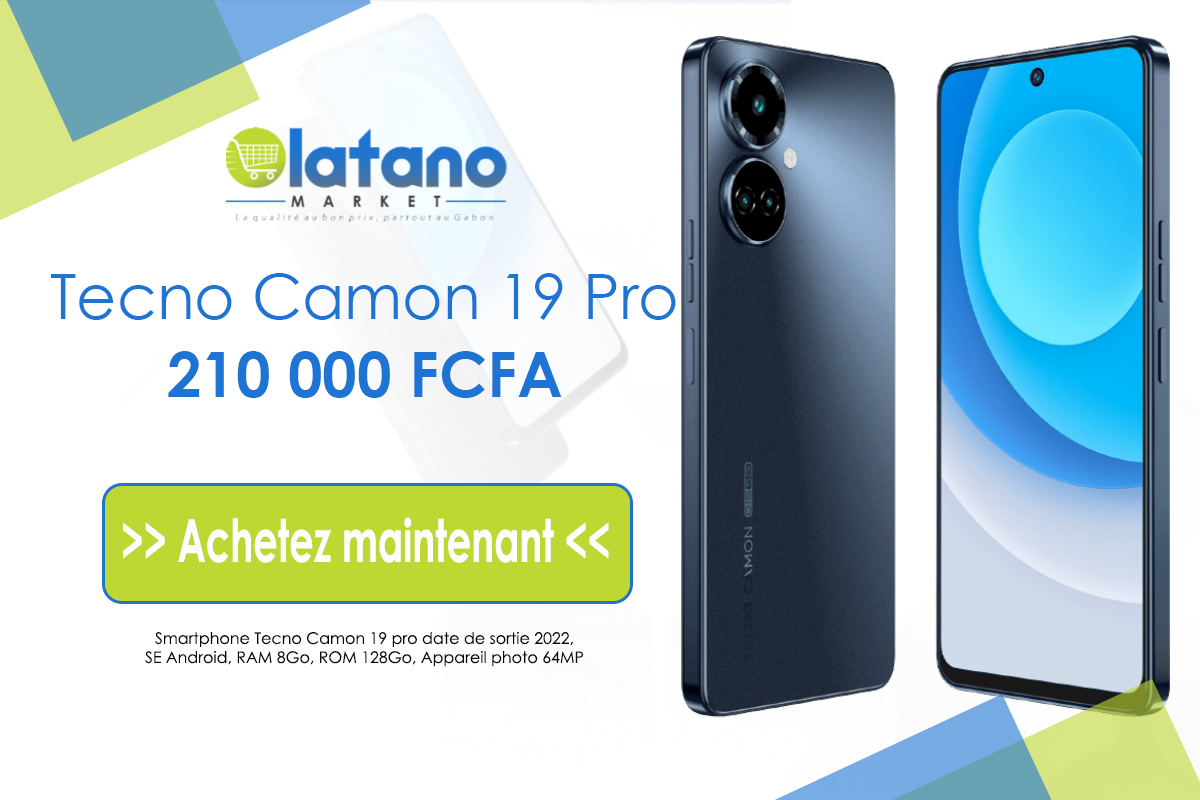 latano
MARKET
La qualité au bon prix, partout au Gabon
Tecno Camon 19 Pro
210 000 FCFA
>> Achetez maintenant <<
Smartphone Tecno Camon 19 pro date de sortie 2022,
SE Android, RAM 8Go, ROM 128Go, Appareil photo 64MP
CAMON